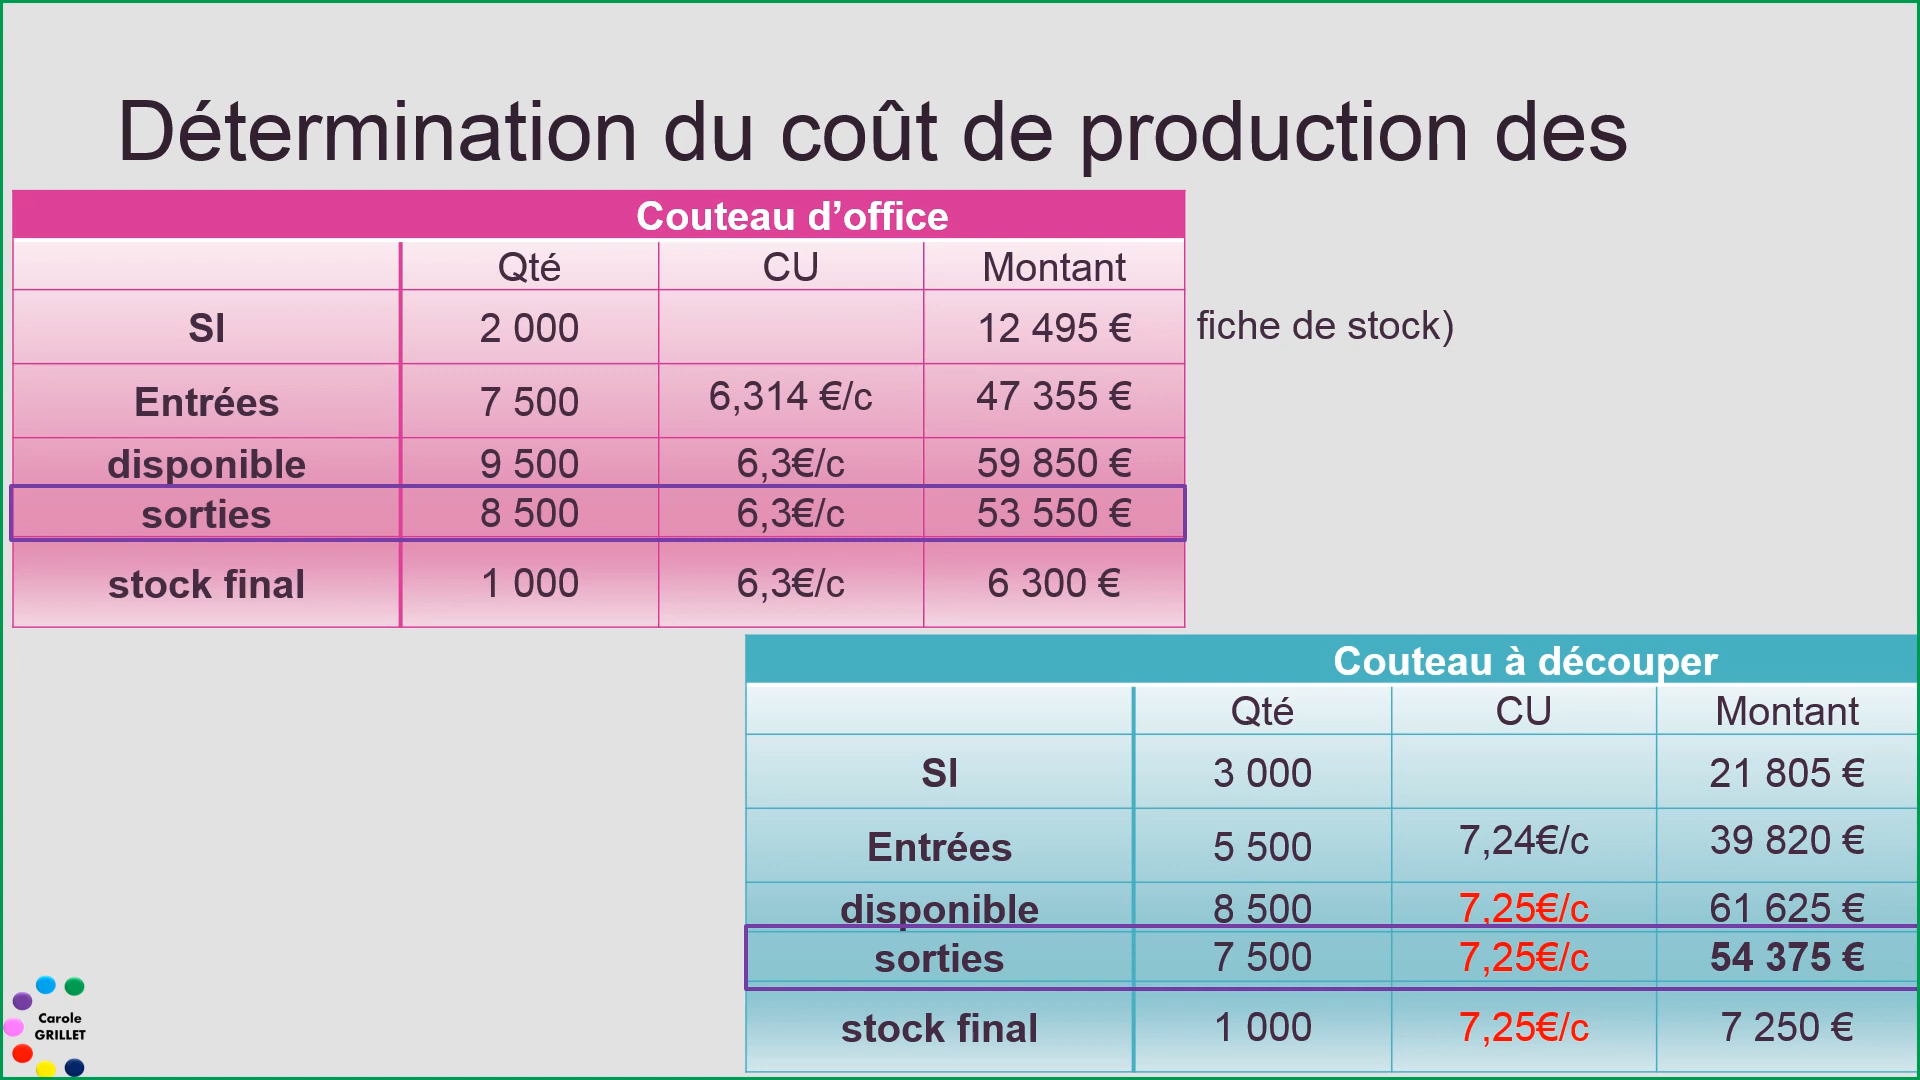 Détermination du coût de production des
Couteau d’office
Qté CU Montant
SI 2 000 12 495 €
fiche de stock)
Entrées 7 500 6,314 €/c 47 355 €
disponible 9 500 6,3€/c 59 850 €
sorties 8 500 6,3€/c 53 550 €
stock final 1 000 6,3€/c 6 300 €
Couteau à découper
Qté CU Montant
SI 3 000 21 805 €
Entrées 5 500 7,24€/c 39 820 €
disponible 8 500 7,25€/c 61 625 €
sorties 7 500 7,25€/c 54 375 €
stock final 1 000 7,25€/c 7 250 €
Carole
GRILLET